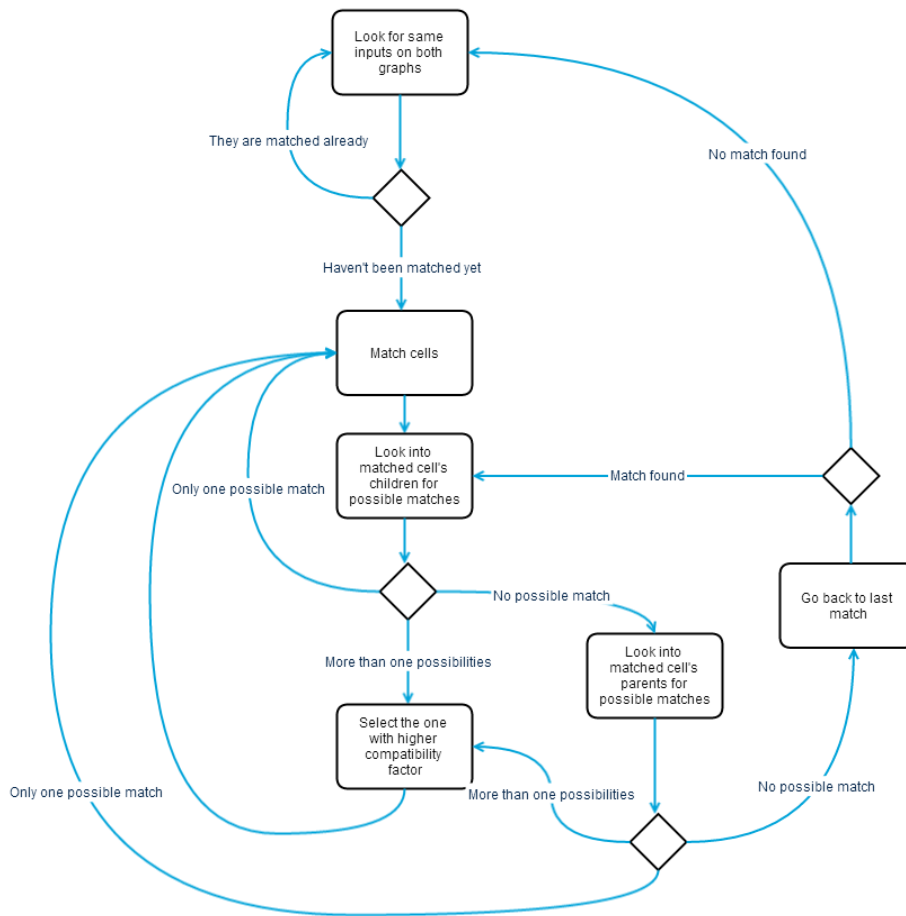 Look for same
inputs on both
graphs
They are matched already
No match found
Haven't been matched yet
Match cells
Look into
matched cell's
children for
possible matches
Only one possible match
Match found
No possible match
Go back to last
match
More than one possibilities
Look into
matched cell's
parents for
possible matches
Select the one
with higher
compatibility
factor
Only one possible match
More than one possibilities
No possible match